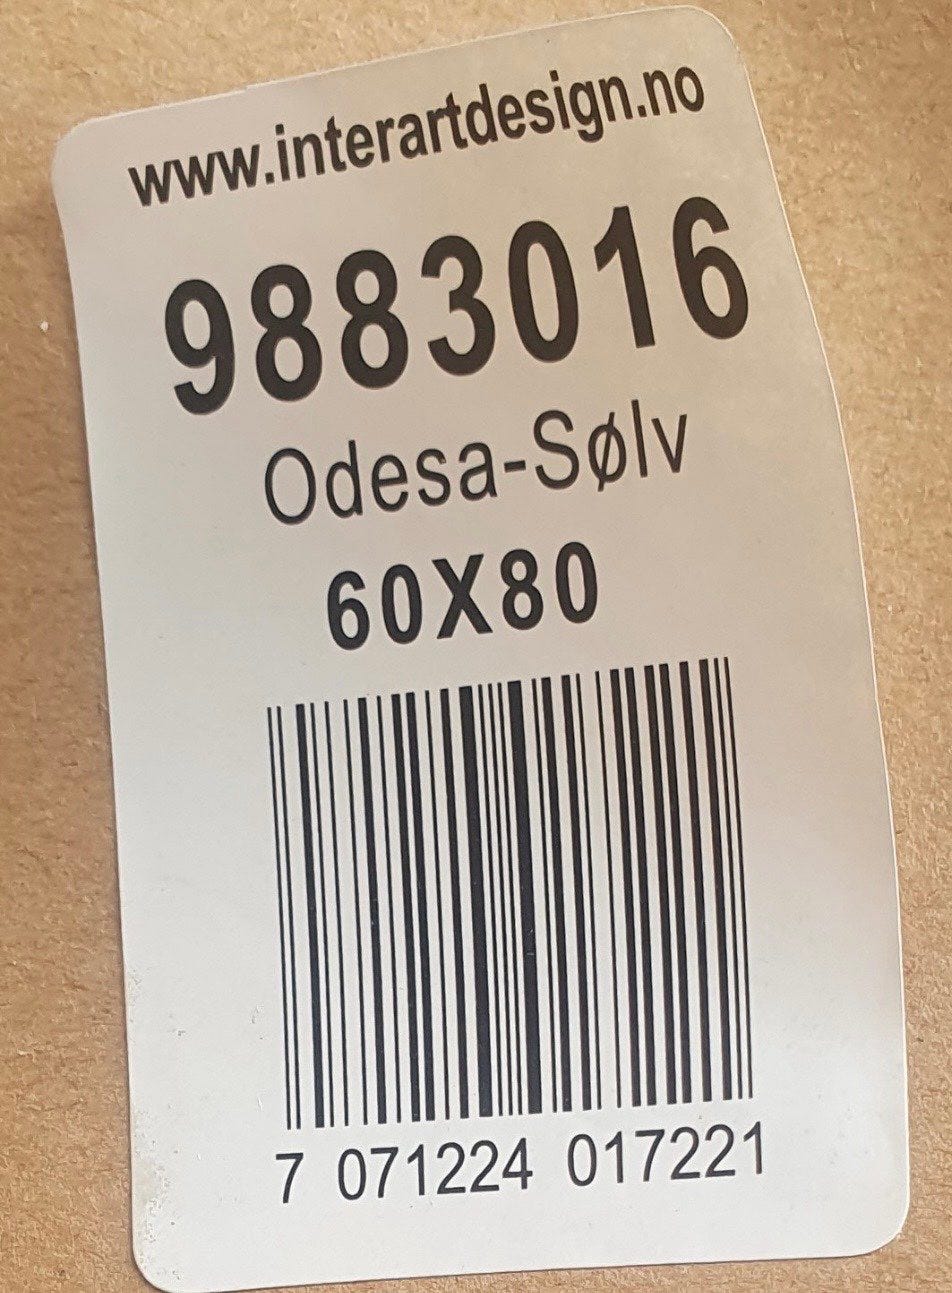 www.interartdesign.no
9883016
Odesa-Sølv
60X80
7 071224 017221